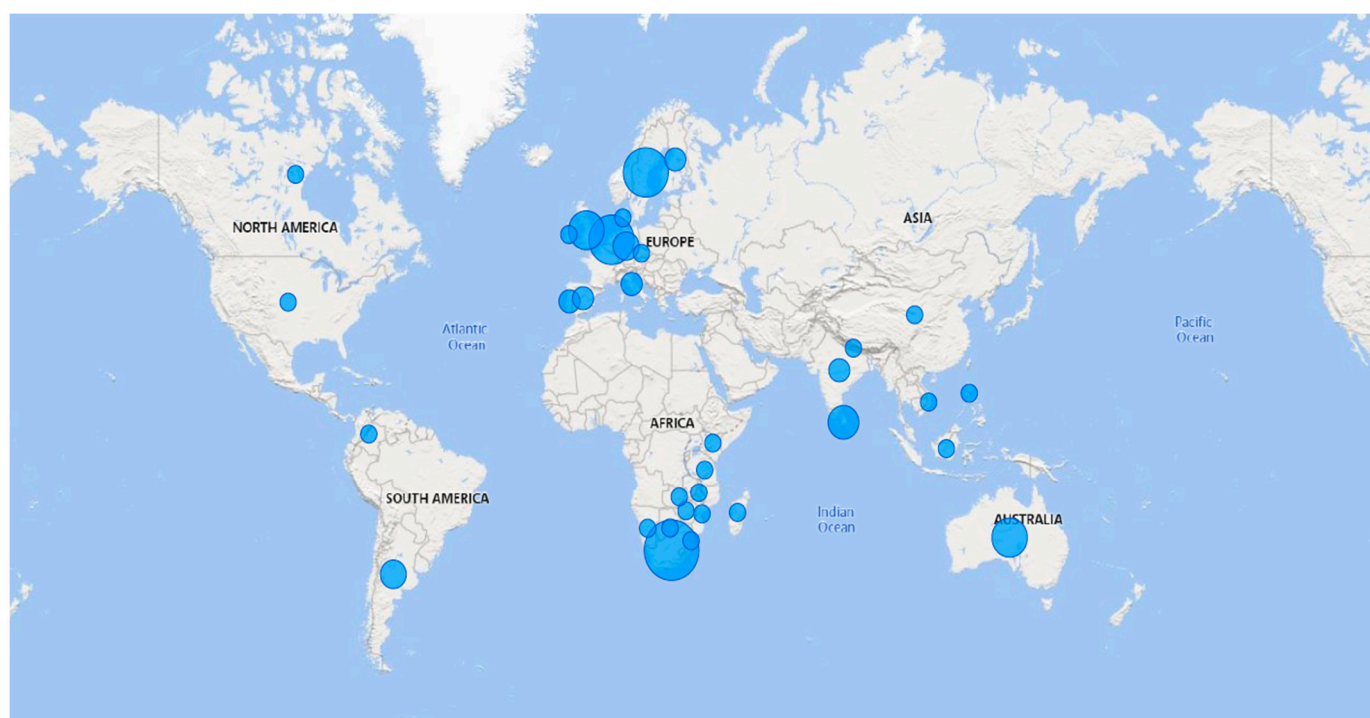 ASIA
NORTH AMERICA
EUROPE
Atlantic
Ocean
Pacific
Ocean
AFRICA
SOUTH AMERICA
Indian
Ocean
AUSTRALIA